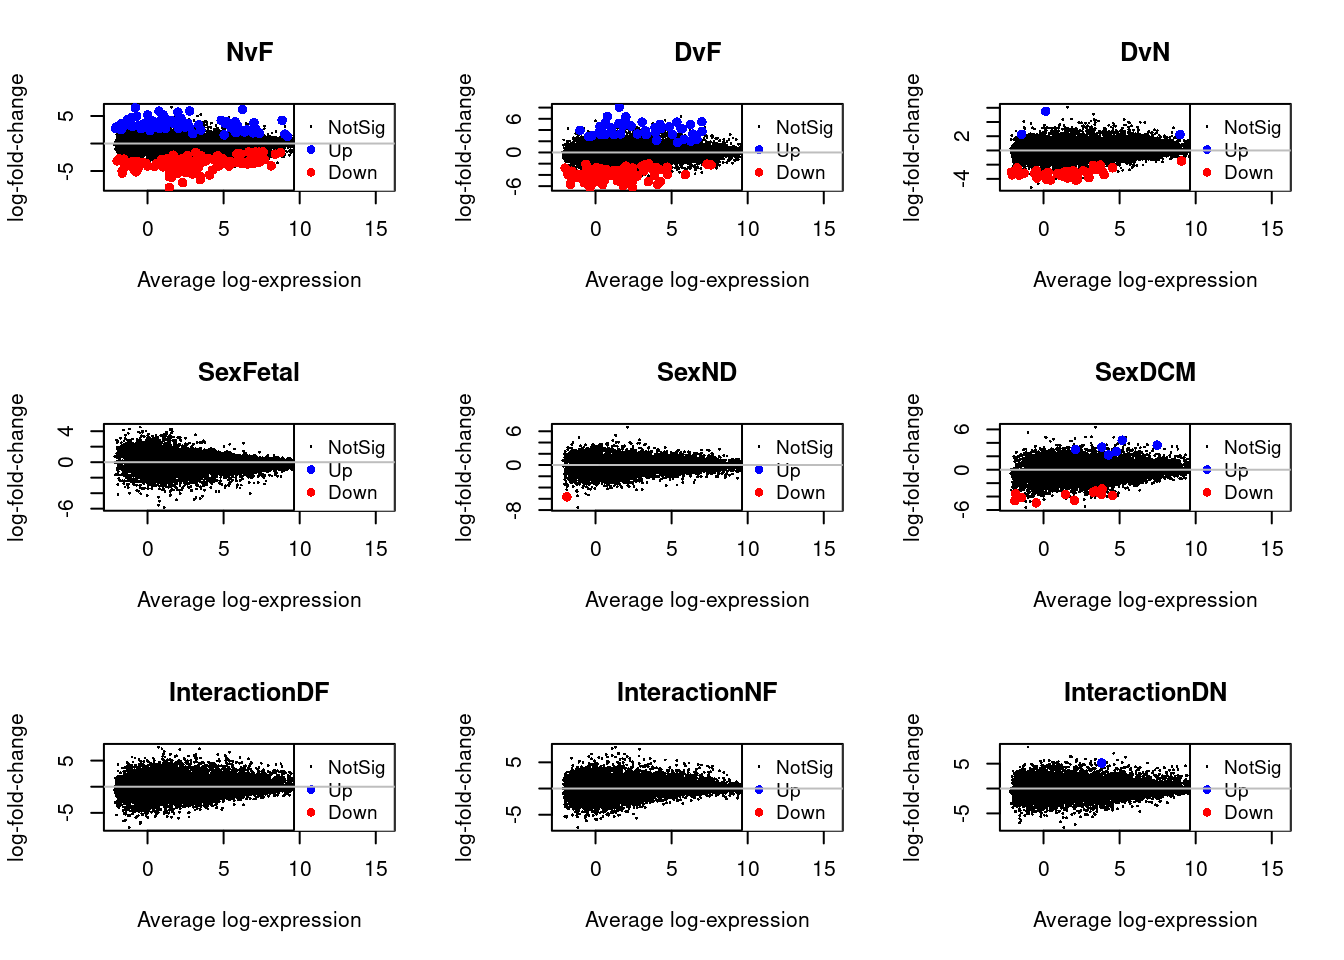 NvF
log-fold-change
5
-5
NotSig
Up
Down
0 5 10 15
Average log-expression
DvF
log-fold-change
6
0
-6
NotSig
Up
Down
0 5 10 15
Average log-expression
DvN
log-fold-change
2
-4
NotSig
Up
Down
0 5 10 15
Average log-expression
SexFetal
log-fold-change
4
0
-6
NotSig
Up
Down
0 5 10 15
Average log-expression
SexND
log-fold-change
6
0
-8
NotSig
Up
Down
0 5 10 15
Average log-expression
SexDCM
log-fold-change
6
0
-6
NotSig
Up
Down
0 5 10 15
Average log-expression
InteractionDF
log-fold-change
5
-5
NotSig
Up
Down
0 5 10 15
Average log-expression
InteractionNF
log-fold-change
5
-5
NotSig
Up
Down
0 5 10 15
Average log-expression
InteractionDN
log-fold-change
5
-5
NotSig
Up
Down
0 5 10 15
Average log-expression